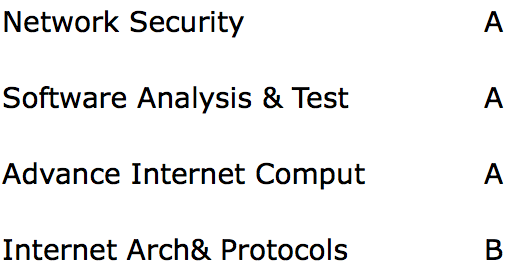 Network Security A
Software Analysis & Test A
Advance Internet Comput A
Internet Arch& Protocols B